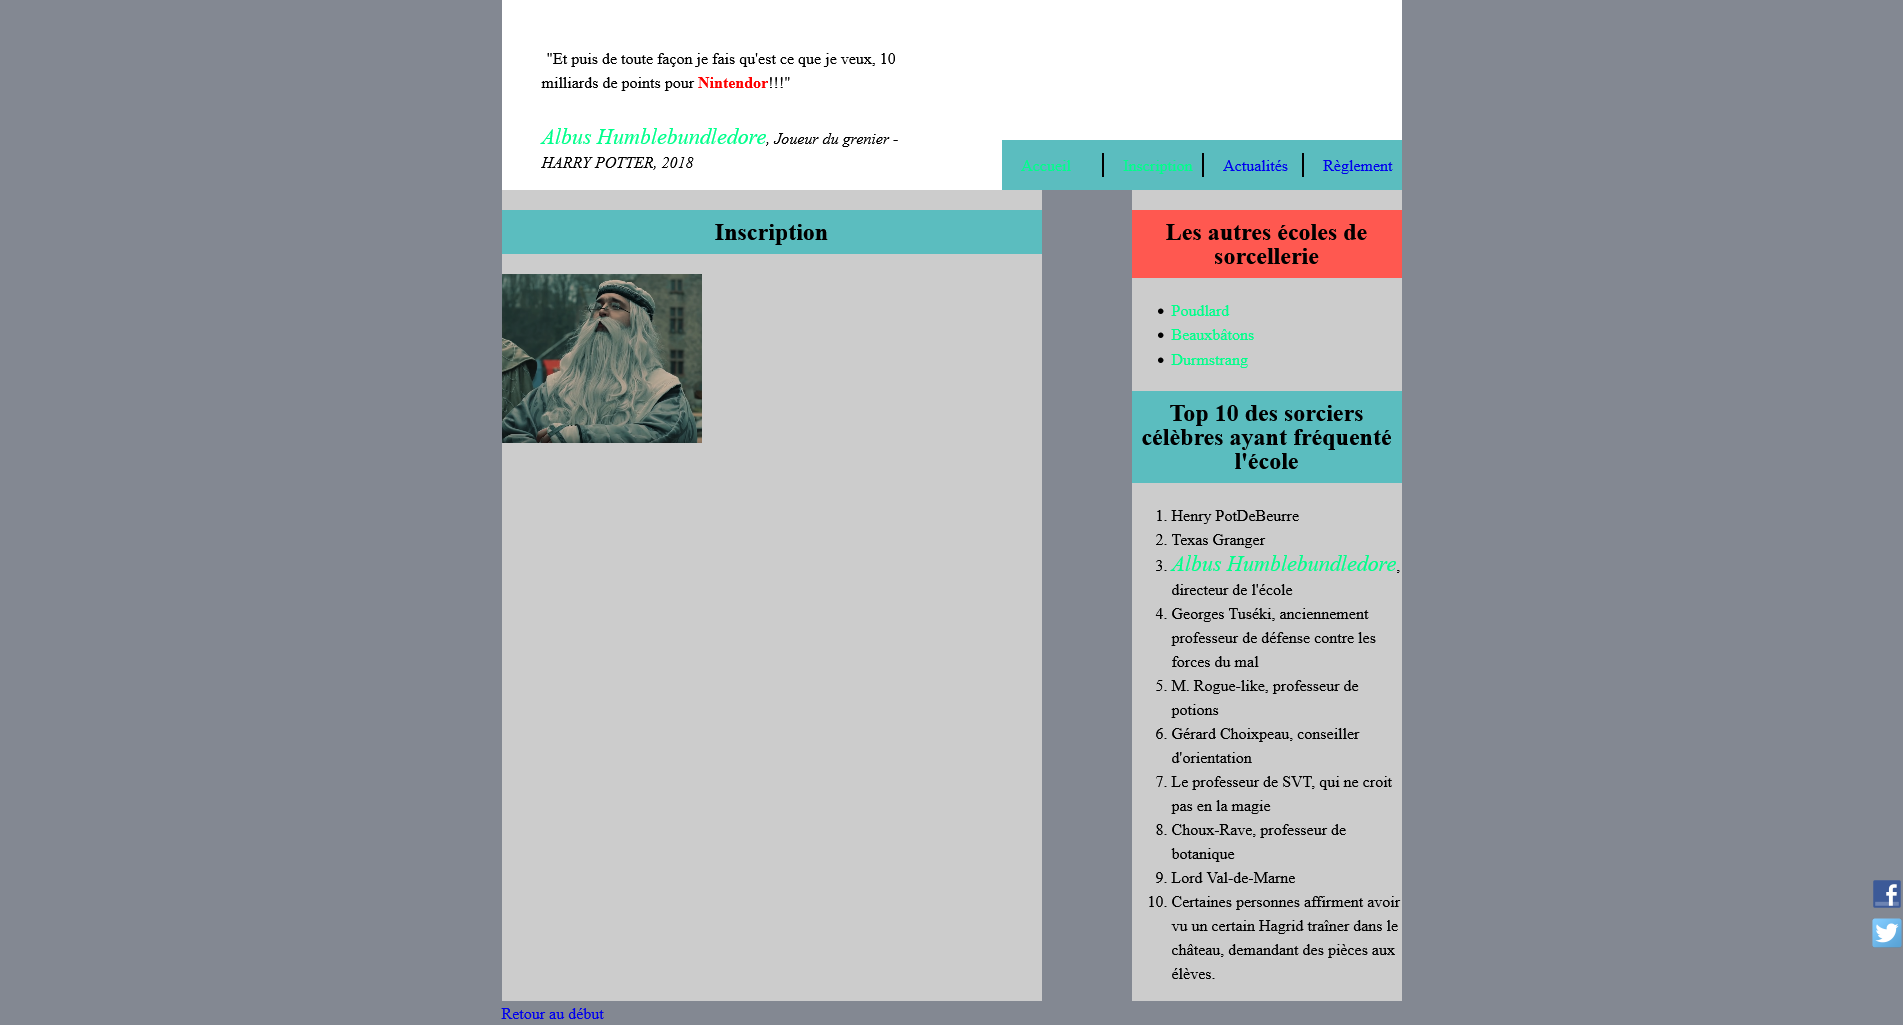 "Et puis de toute façon je fais qu'est ce que je veux, 10
milliards de points pour Nintendor!!!"
Albus Humblebundledore, Joueur du grenier -
HARRY POTTER, 2018
Accueil
Inscription
Actualités
Règlement
Inscription
Les autres écoles de
sorcellerie
Poudlard
Beauxbâtons
Durmstrang
Top 10 des sorciers
célèbres ayant fréquenté
l'école
1. Henry PotDeBeurre
2. Texas Granger
3. Albus Humblebundledore,
directeur de l'école
4. Georges Tuséki, anciennement
professeur de défense contre les
forces du mal
5. M. Rogue-like, professeur de
potions
6. Gérard Choixpeau, conseiller
d'orientation
7. Le professeur de SVT, qui ne croit
pas en la magie
8. Choux-Rave, professeur de
botanique
9. Lord Val-de-Marne
10. Certaines personnes affirment avoir
vu un certain Hagrid traîner dans le
château, demandant des pièces aux
élèves.
Retour au début